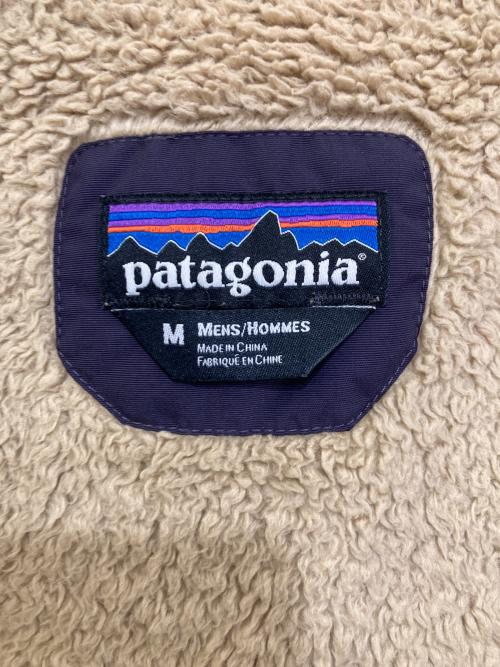 patagonia®
M MENS/HOMMES
MADE IN CHINA
FABRIQUÉ EN CHINE